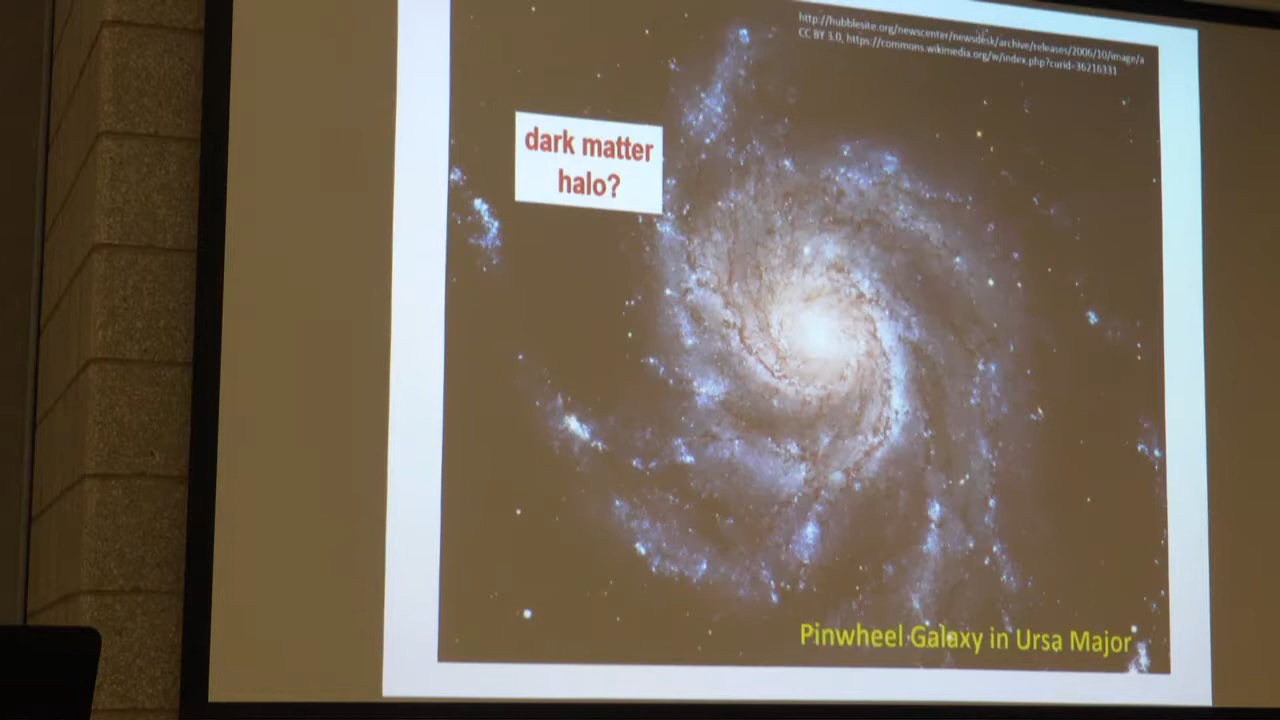 http://hubblesite.org/newscenter/newsdesk/archive/releases/2006/10/image/a
CC BY 3.0, https://commons.wikimedia.org/w/index.php?curid=36216331
dark matter
halo?
Pinwheel Galaxy in Ursa Major